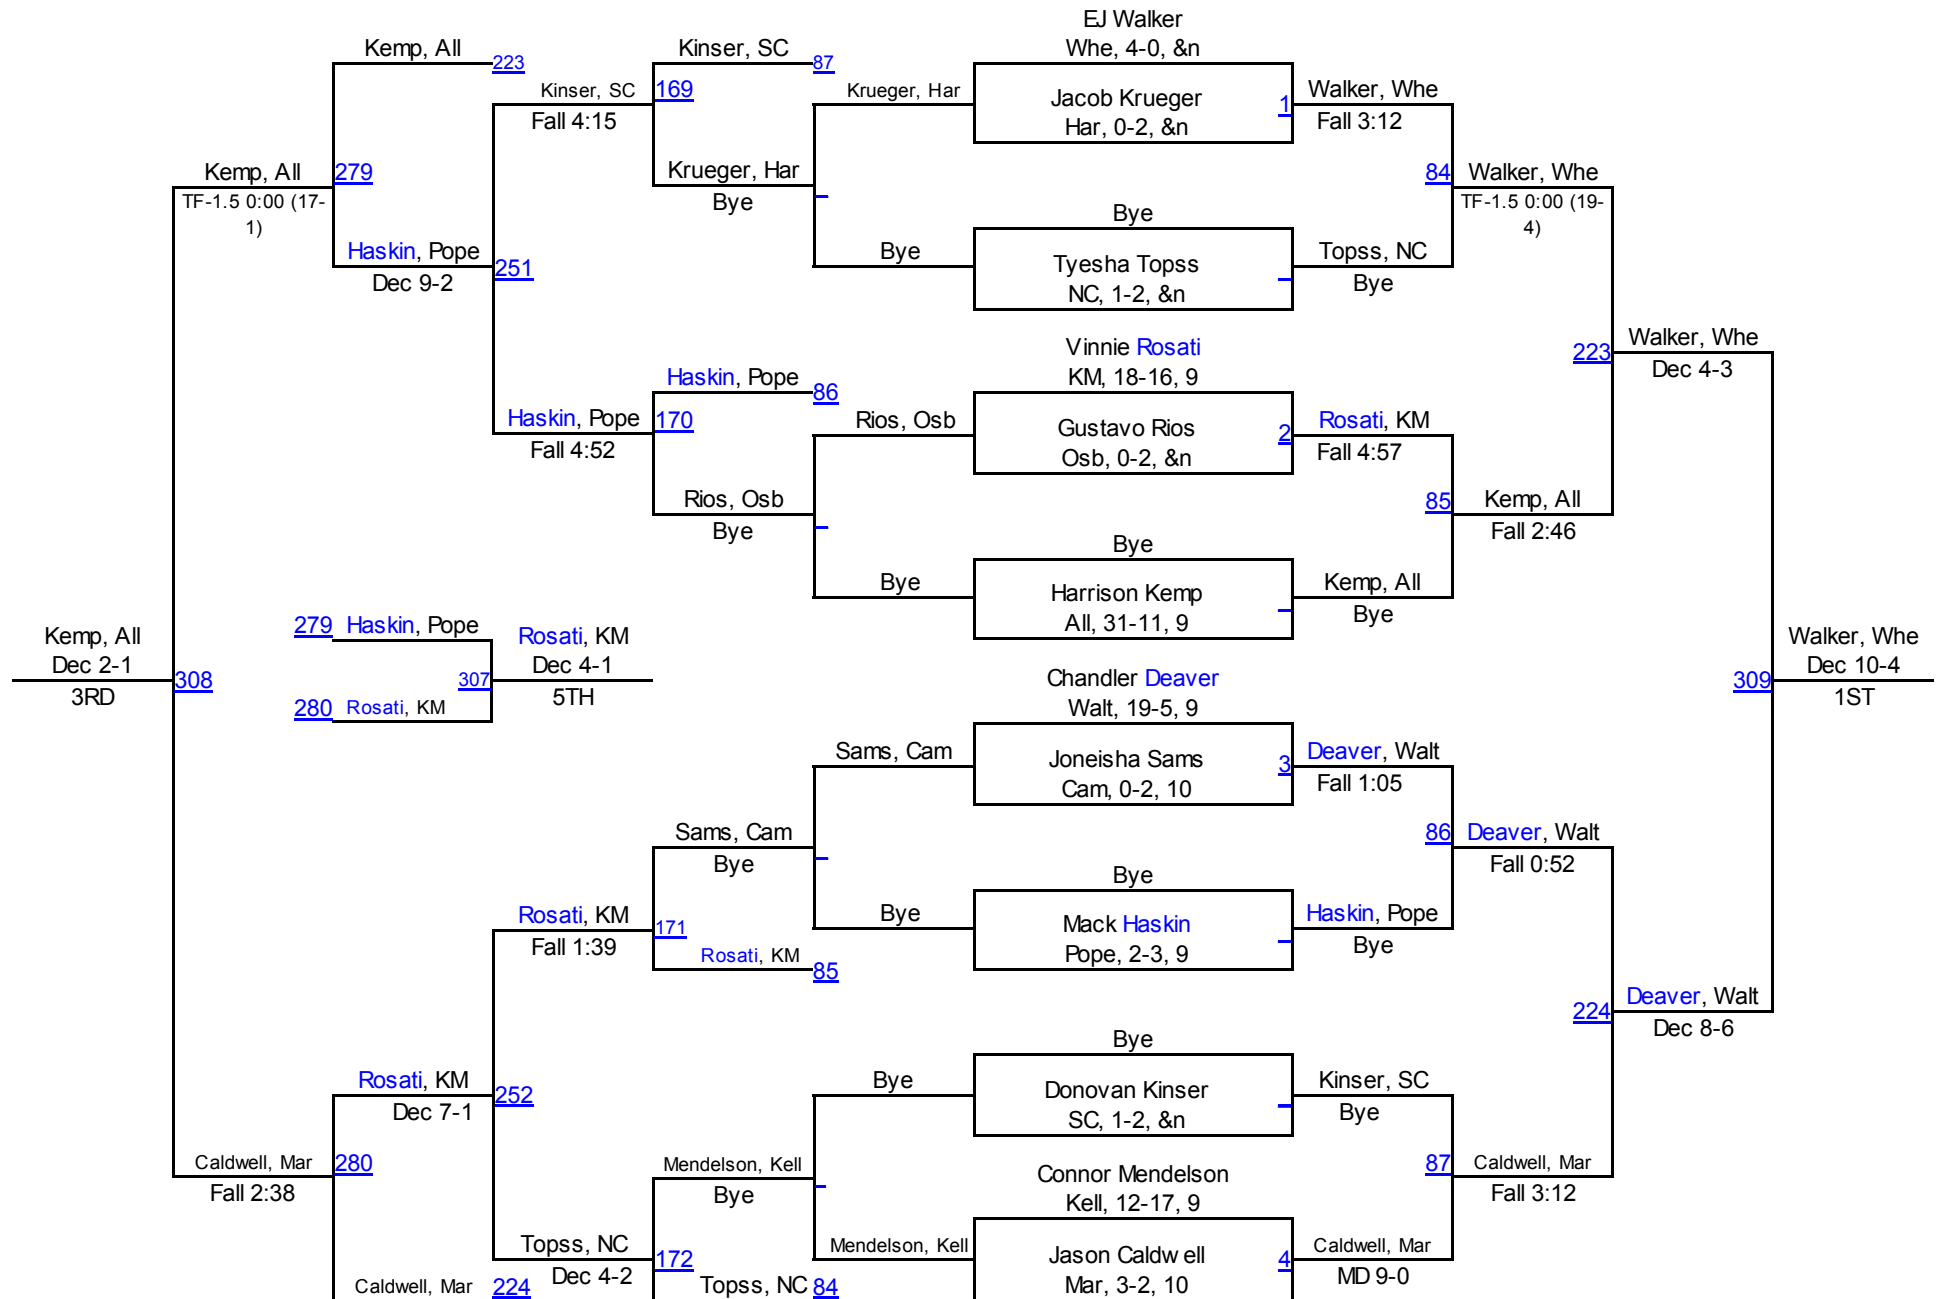 EJ Walker
Kemp, All
Kinser, SC
Whe, 4-0, &n
223
87
Kinser, SC
169
Krueger, Har
Jacob Krueger
1
Walker, Whe
Fall 4:15
Har, 0-2, &n
Fall 3:12
Kemp, All
279
Krueger, Har
84
Walker, Whe
TF-1.5 0:00 (17-
1)
Bye
TF-1.5 0:00 (19-
4)
Bye
Haskin, Pope
251
Bye
Tyesha Topss
Topss, NC
Dec 9-2
NC, 1-2, &n
Bye
Vinnie Rosati
223
Walker, Whe
Haskin, Pope
86
KM, 18-16, 9
Dec 4-3
Haskin, Pope
170
Rios, Osb
Gustavo Rios
2
Rosati, KM
Fall 4:52
Osb, 0-2, &n
Fall 4:57
Rios, Osb
85
Kemp, All
Bye
Fall 2:46
Bye
Bye
Harrison Kemp
Kemp, All
All, 31-11, 9
Bye
Kemp, All
279
Haskin, Pope
Rosati, KM
Walker, Whe
Dec 2-1
Dec 4-1
Dec 10-4
308
307
Chandler Deaver
309
3RD
280
Rosati, KM
5TH
Walt, 19-5, 9
1ST
Sams, Cam
Joneisha Sams
3
Deaver, Walt
Cam, 0-2, 10
Fall 1:05
Sams, Cam
86
Deaver, Walt
Bye
Fall 0:52
Bye
Rosati, KM
171
Bye
Mack Haskin
Haskin, Pope
Fall 1:39
Rosati, KM
85
Pope, 2-3, 9
Bye
224
Deaver, Walt
Bye
Dec 8-6
Rosati, KM
252
Bye
Donovan Kinser
Kinser, SC
Dec 7-1
SC, 1-2, &n
Bye
Caldwell, Mar
280
Mendelson, Kell
Connor Mendelson
87
Caldwell, Mar
Fall 2:38
Bye
Kell, 12-17, 9
Fall 3:12
Topss, NC
172
Mendelson, Kell
Jason Caldwell
4
Caldwell, Mar
Caldwell, Mar
224
Dec 4-2
Topss, NC
84
Mar, 3-2, 10
MD 9-0